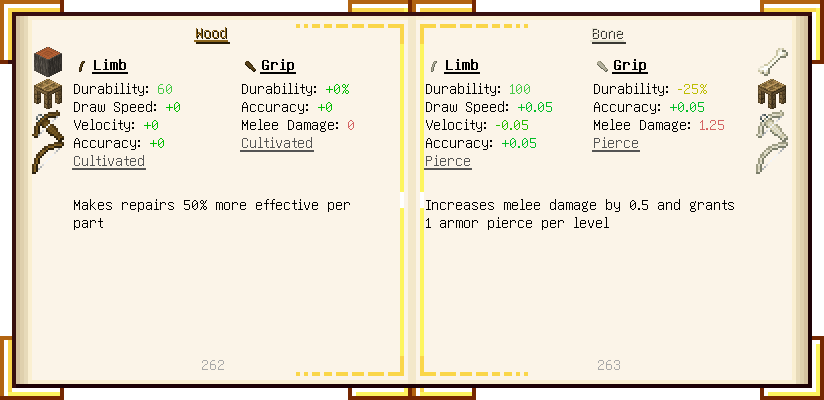 Wood
Limb
Durability: 60
Draw Speed: +0
Velocity: +0
Accuracy: +0
Cultivated
Grip
Durability: +0%
Accuracy: +0
Melee Damage: 0
Cultivated
Makes repairs 50% more effective per
part
262
Bone
Limb
Durability: 100
Draw Speed: +0.05
Velocity: -0.05
Accuracy: +0.05
Pierce
Grip
Durability: -25%
Accuracy: +0.05
Melee Damage: 1.25
Pierce
Increases melee damage by 0.5 and grants
1 armor pierce per level
263